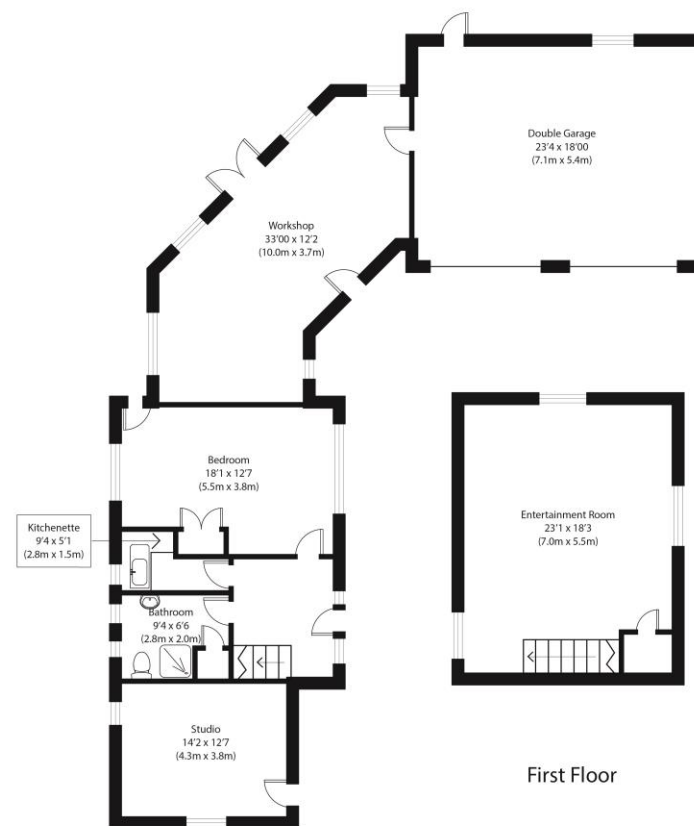 Double Garage
23'4 x 18'00
(7.1m x 5.4m)
Workshop
33'00 x 12'2
(10.0m x 3.7m)
Bedroom
18'1 x 12'7
(5.5m x 3.8m)
Kitchenette
9'4 x 5'1
(2.8m x 1.5m)
Entertainment Room
23'1 x 18'3
(7.0m x 5.5m)
Bathroom
9'4 x 6'6
(2.8m x 2.0m)
Studio
14'2 x 12'7
(4.3m x 3.8m)
First Floor